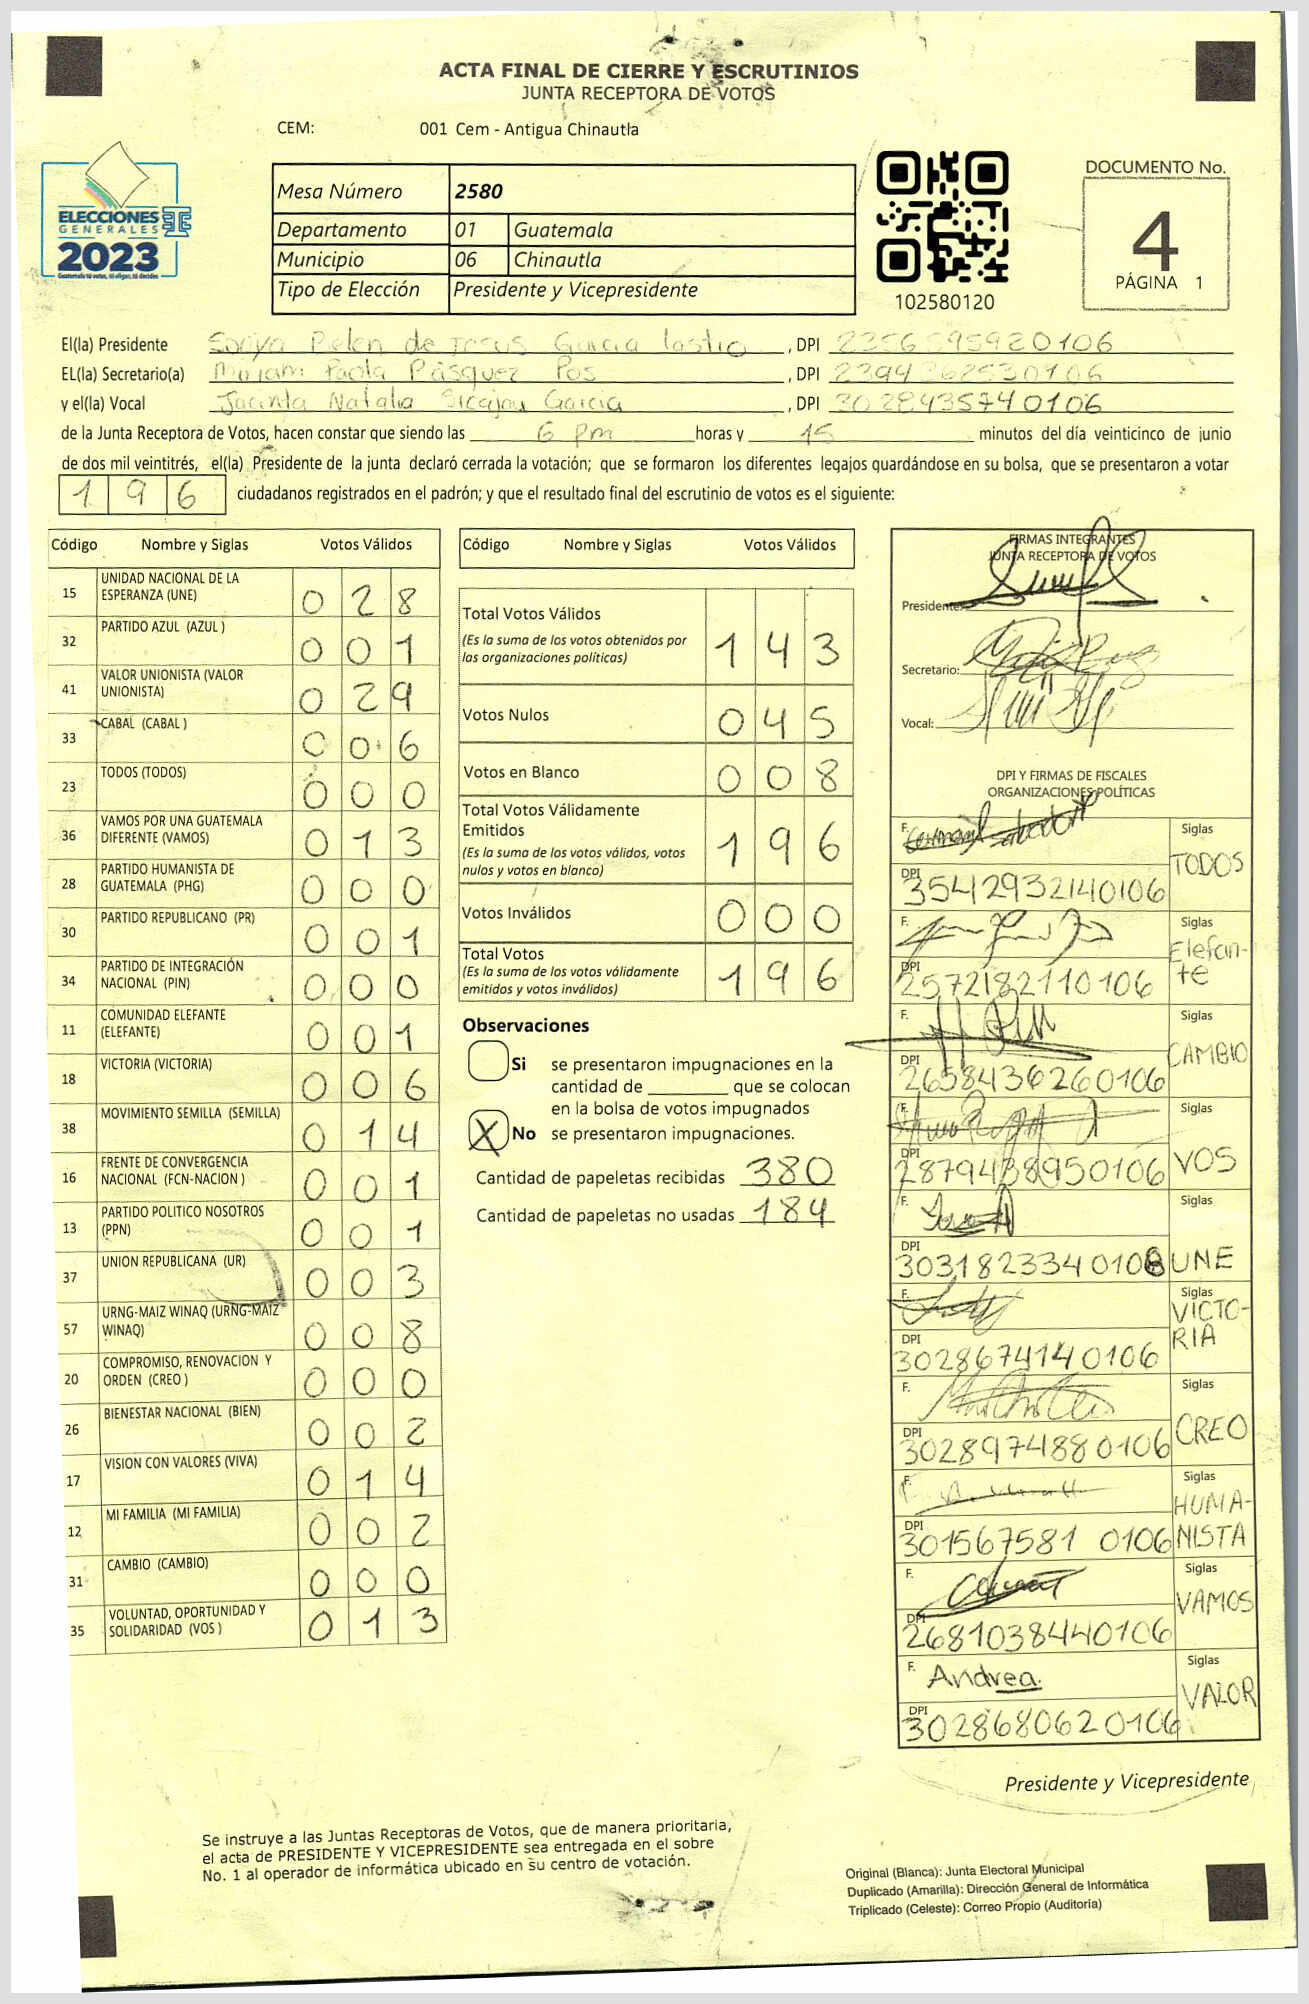 ACTA FINAL DE CIERRE Y ESCRUTINIOS
JUNTA RECEPTORA DE VOTOS
CEM: 001 Cem - Antigua Chinautla
ELECCIONES
GENERALES
2023
Mesa Número 2580
Departamento 01 Guatemala
Municipio 06 Chinautla
Tipo de Elección Presidente y Vicepresidente
102580120
DOCUMENTO No.
4
PÁGINA 1
El(la) Presidente Belen de Jesus Garcia , DPI
EL(la) Secretario(a) Miriam Paola Pasquez Pos , DPI
y el(la) Vocal Jacinta Natalia Garcia , DPI 3028435740106
de la Junta Receptora de Votos, hacen constar que siendo las 6 pm horas y 15 minutos del día veinticinco de junio
de dos mil veintitrés, el(la) Presidente de la junta declaró cerrada la votación; que se formaron los diferentes legajos guardándose en su bolsa, que se presentaron a votar
196 ciudadanos registrados en el padrón; y que el resultado final del escrutinio de votos es el siguiente:
Código Nombre y Siglas Votos Válidos
15 UNIDAD NACIONAL DE LA ESPERANZA (UNE) 0 2 8
32 PARTIDO AZUL (AZUL ) 0 0 1
41 VALOR UNIONISTA (VALOR UNIONISTA) 0 2 9
33 CABAL (CABAL ) 0 0 6
23 TODOS (TODOS) 0 0 0
36 VAMOS POR UNA GUATEMALA DIFERENTE (VAMOS) 0 1 3
28 PARTIDO HUMANISTA DE GUATEMALA (PHG) 0 0 0
30 PARTIDO REPUBLICANO (PR) 0 0 1
34 PARTIDO DE INTEGRACIÓN NACIONAL (PIN) 0 0 0
11 COMUNIDAD ELEFANTE (ELEFANTE) 0 0 1
18 VICTORIA (VICTORIA) 0 0 6
38 MOVIMIENTO SEMILLA (SEMILLA) 0 1 4
16 FRENTE DE CONVERGENCIA NACIONAL (FCN-NACION ) 0 0 1
13 PARTIDO POLITICO NOSOTROS (PPN) 0 0 1
37 UNION REPUBLICANA (UR) 0 0 3
57 URNG-MAIZ WINAQ (URNG-MAIZ WINAQ) 0 0 8
20 COMPROMISO, RENOVACION Y ORDEN (CREO ) 0 0 0
26 BIENESTAR NACIONAL (BIEN) 0 0 2
17 VISION CON VALORES (VIVA) 0 1 4
12 MI FAMILIA (MI FAMILIA) 0 0 2
31 CAMBIO (CAMBIO) 0 0 0
35 VOLUNTAD, OPORTUNIDAD Y SOLIDARIDAD (VOS ) 0 1 3
Código Nombre y Siglas Votos Válidos
Total Votos Válidos 1 4 3
(Es la suma de los votos obtenidos por
las organizaciones políticas)
Votos Nulos 0 4 5
Votos en Blanco 0 0 8
Total Votos Válidamente
Emitidos 1 9 6
(Es la suma de los votos válidos, votos
nulos y votos en blanco)
Votos Inválidos 0 0 0
Total Votos 1 9 6
(Es la suma de los votos válidamente
emitidos y votos inválidos)
Observaciones
Si se presentaron impugnaciones en la
cantidad de ________ que se colocan
en la bolsa de votos impugnados
X No se presentaron impugnaciones.
Cantidad de papeletas recibidas 380
Cantidad de papeletas no usadas 184
FIRMAS INTEGRANTES
JUNTA RECEPTORA DE VOTOS
Presidente:
Secretario:
Vocal:
DPI Y FIRMAS DE FISCALES
ORGANIZACIONES POLÍTICAS
F. Siglas TODOS
DPI 3542932140106
F. Siglas Elefan-te
DPI 2572182110106
F. Siglas CAMBIO
DPI 2658436260106
F. Siglas VOS
DPI 2879438950106
F. Siglas UNE
DPI
F. Siglas VICTO-RIA
DPI 3028674140106
F. Siglas CREO
DPI 3028974880106
F. Siglas HUMA-NISTA
DPI 301567581 0106
F. Siglas VAMOS
DPI 2681038440106
F. Andrea. Siglas VALOR
DPI 3028680620106
Presidente y Vicepresidente
Se instruye a las Juntas Receptoras de Votos, que de manera prioritaria,
el acta de PRESIDENTE Y VICEPRESIDENTE sea entregada en el sobre
No. 1 al operador de informática ubicado en su centro de votación.
Original (Blanca): Junta Electoral Municipal
Duplicado (Amarilla): Dirección General de Informática
Triplicado (Celeste): Correo Propio (Auditoría)